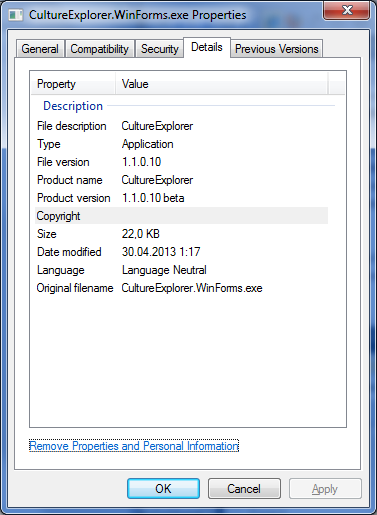 CultureExplorer.WinForms.exe Properties
General Compatibility Security Details Previous Versions
Property Value
Description
File description CultureExplorer
Type Application
File version 1.1.0.10
Product name CultureExplorer
Product version 1.1.0.10 beta
Copyright
Size 22,0 KB
Date modified 30.04.2013 1:17
Language Language Neutral
Original filename CultureExplorer.WinForms.exe
Remove Properties and Personal Information
OK Cancel Apply